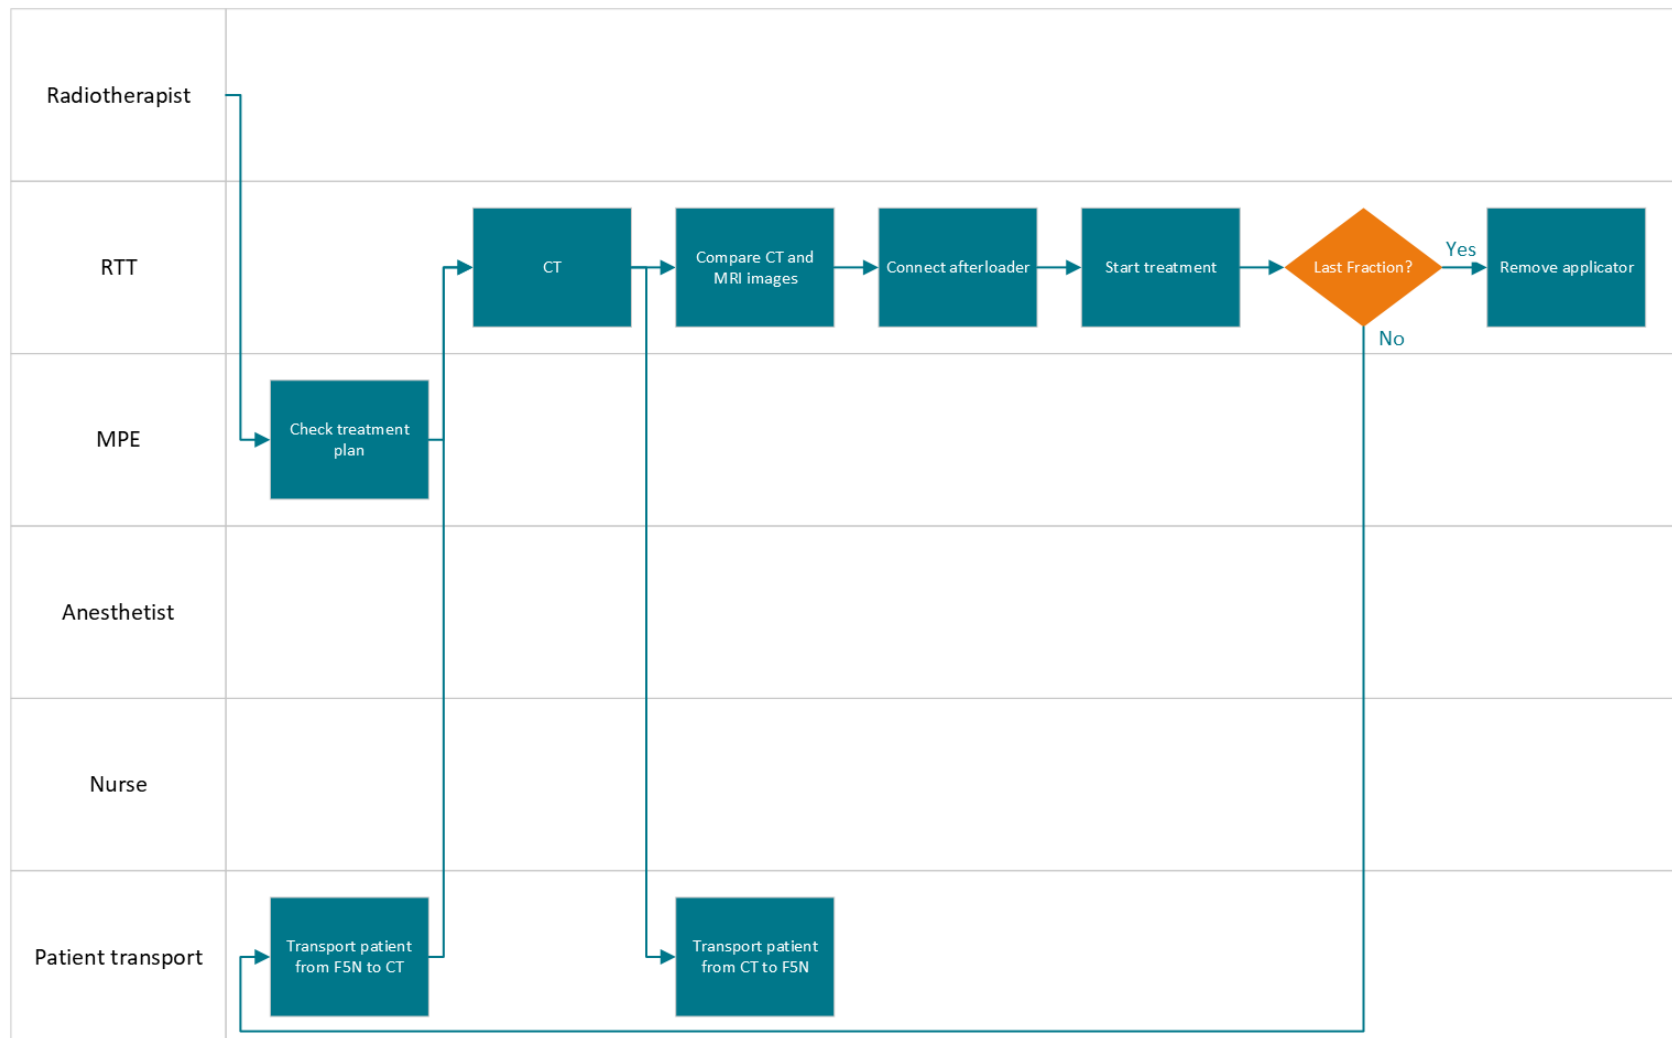 Radiotherapist
RTT
CT
Compare CT and
MRI images
Connect afterloader
Start treatment
Last Fraction?
Yes
Remove applicator
No
MPE
Check treatment
plan
Anesthetist
Nurse
Patient transport
Transport patient
from F5N to CT
Transport patient
from CT to F5N